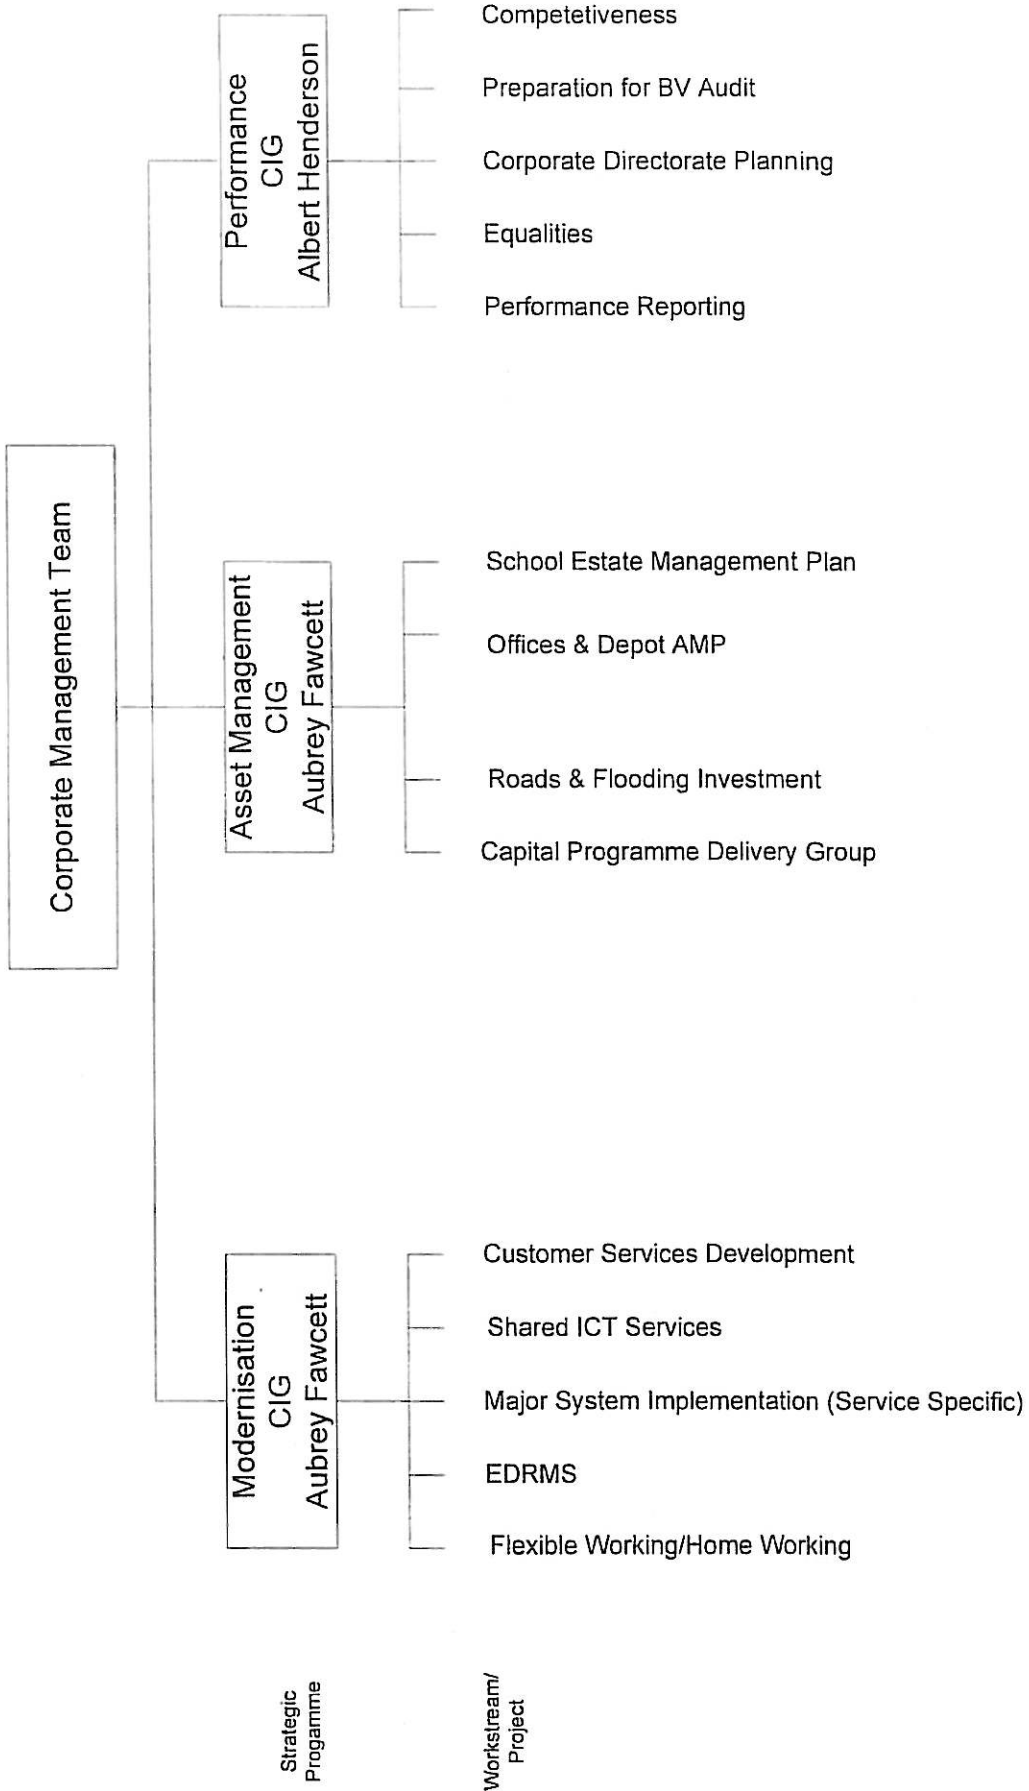 Corporate Management Team
Performance
CIG
Albert Henderson
Competetiveness
Preparation for BV Audit
Corporate Directorate Planning
Equalities
Performance Reporting
Asset Management
CIG
Aubrey Fawcett
School Estate Management Plan
Offices & Depot AMP
Roads & Flooding Investment
Capital Programme Delivery Group
Modernisation
CIG
Aubrey Fawcett
Customer Services Development
Shared ICT Services
Major System Implementation (Service Specific)
EDRMS
Flexible Working/Home Working
Strategic
Progamme
Workstream/
Project